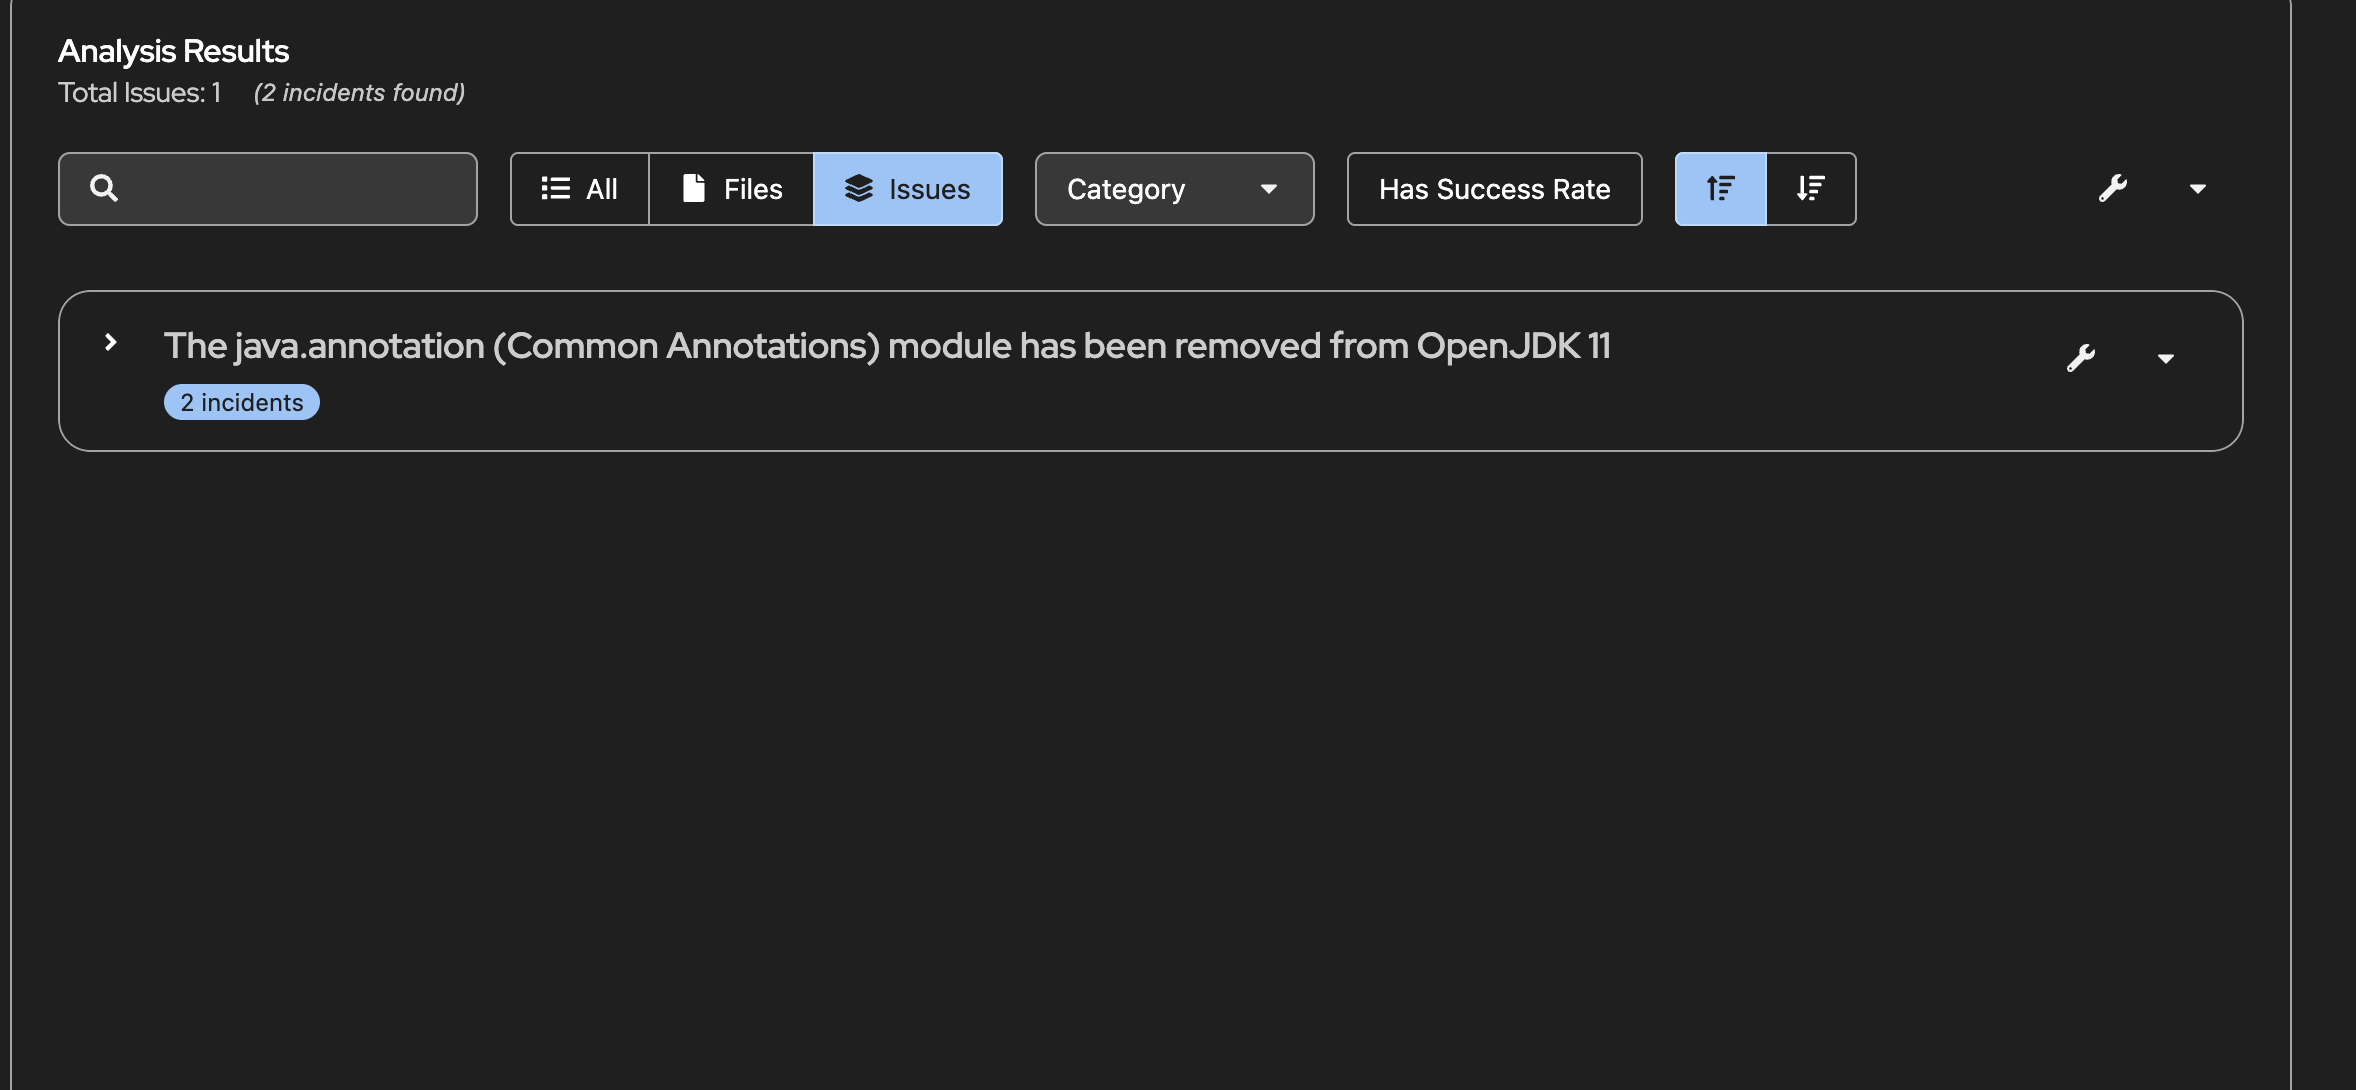 Analysis Results
Total Issues: 1 (2 incidents found)
All Files Issues Category Has Success Rate
The java.annotation (Common Annotations) module has been removed from OpenJDK 11
2 incidents